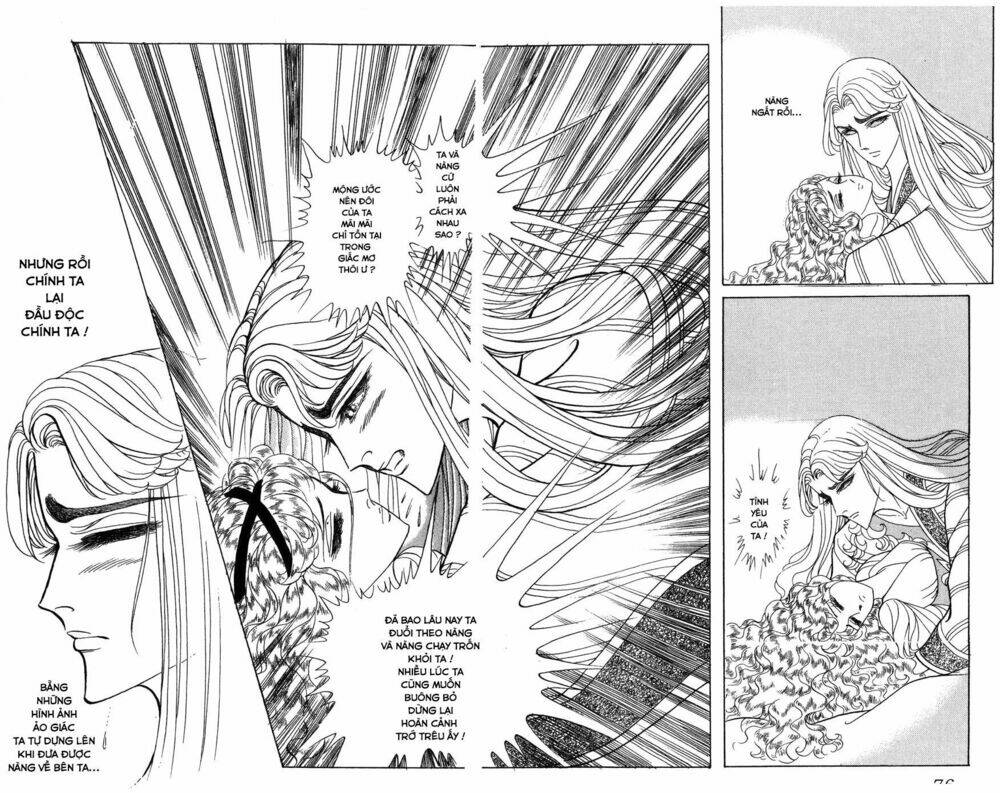 NÀNG
NGẤT RỒI...
TÌNH
YÊU
CỦA
TA !
TA VÀ
NÀNG
CỨ
LUÔN
PHẢI
CÁCH XA
NHAU
SAO ?
MỘNG ƯỚC
NÊN ĐÔI
CỦA TA
MÃI MÃI
CHỈ TỒN TẠI
TRONG
GIẤC MƠ
THÔI Ư ?
ĐÃ BAO LÂU NAY TA
ĐUỔI THEO NÀNG
VÀ NÀNG CHẠY TRỐN
KHỎI TA !
NHIỀU LÚC TA
CŨNG MUỐN
BUÔNG BỎ
DỪNG LẠI
HOÀN CẢNH
TRỚ TRÊU ẤY !
NHƯNG RỒI
CHÍNH TA
LẠI
ĐẦU ĐỘC
CHÍNH TA !
BẰNG
NHỮNG
HÌNH ẢNH
ẢO GIÁC
TA TỰ DỰNG LÊN
KHI ĐƯA ĐƯỢC
NÀNG VỀ BÊN TA...
76